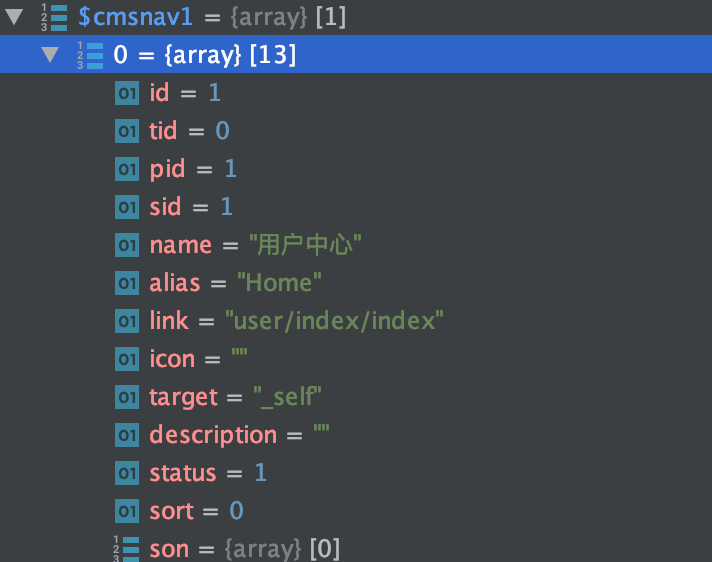 $cmsnav1 = {array} [1]
0 = {array} [13]
01 id = 1
01 tid = 0
01 pid = 1
01 sid = 1
01 name = "用户中心"
01 alias = "Home"
01 link = "user/index/index"
01 icon = ""
01 target = "_self"
01 description = ""
01 status = 1
01 sort = 0
son = {array} [0]